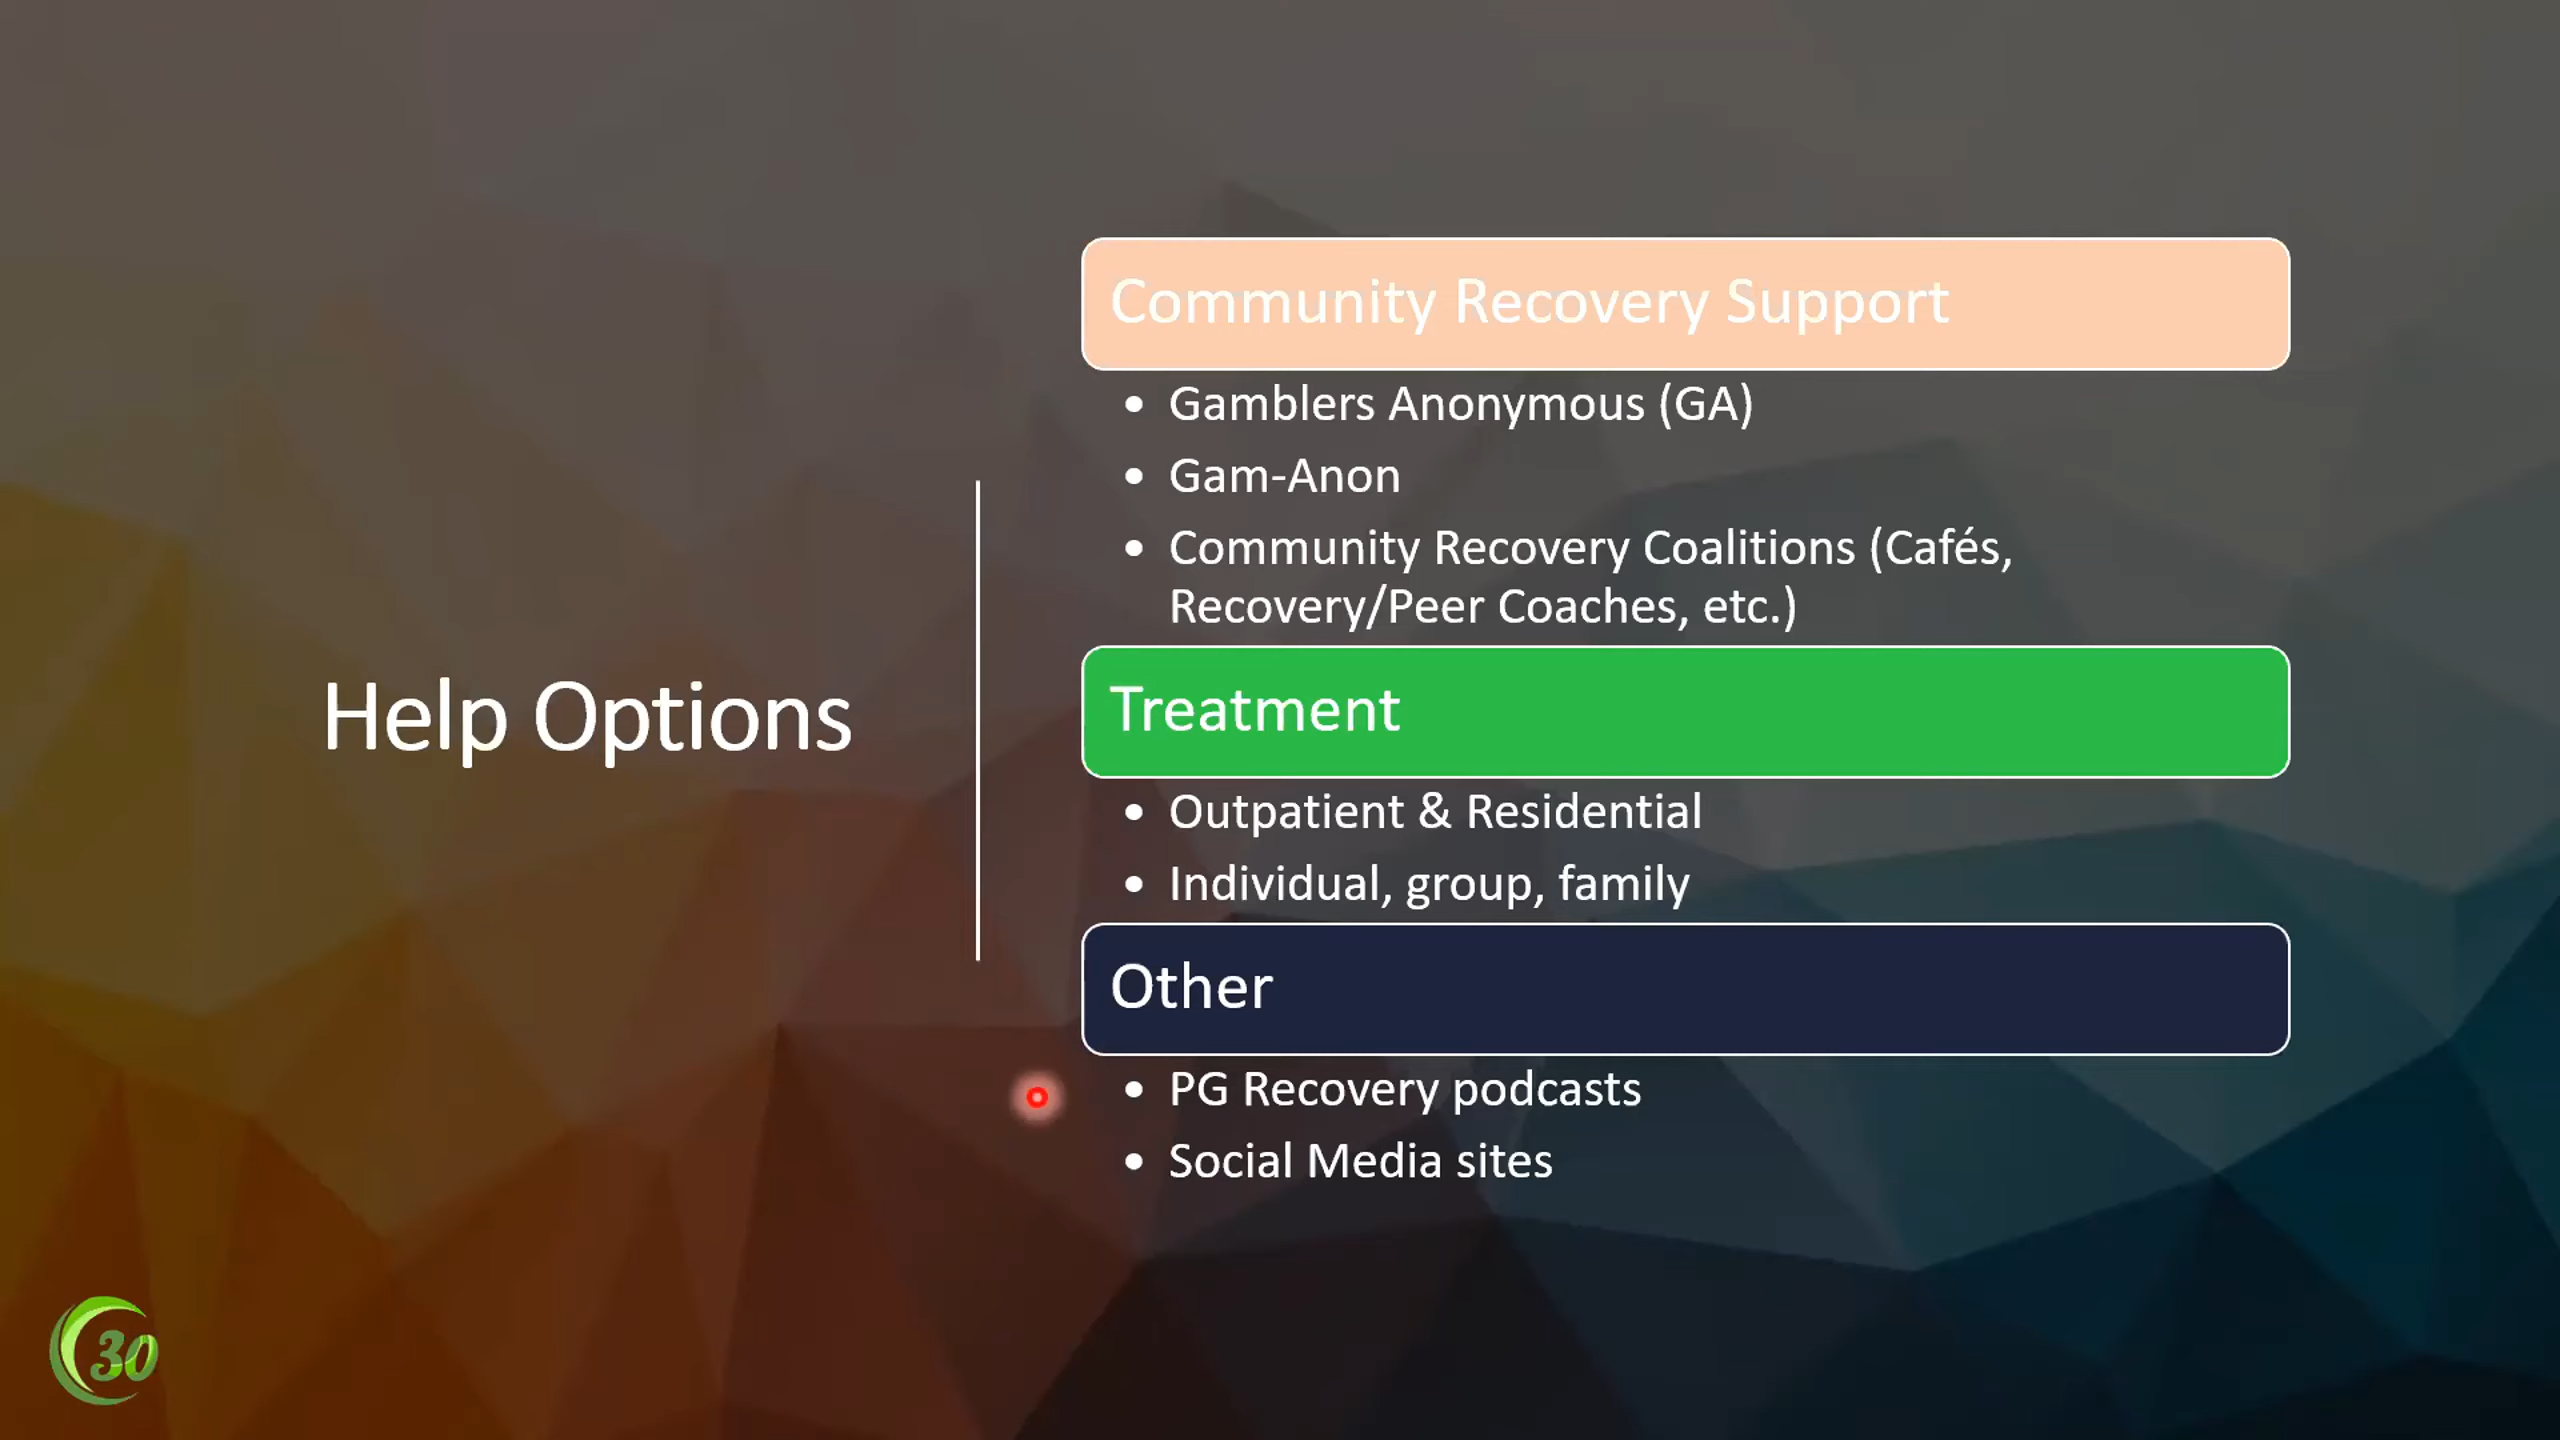 Help Options
Community Recovery Support
• Gamblers Anonymous (GA)
• Gam-Anon
• Community Recovery Coalitions (Cafés,
Recovery/Peer Coaches, etc.)
Treatment
• Outpatient & Residential
• Individual, group, family
Other
• PG Recovery podcasts
• Social Media sites
30